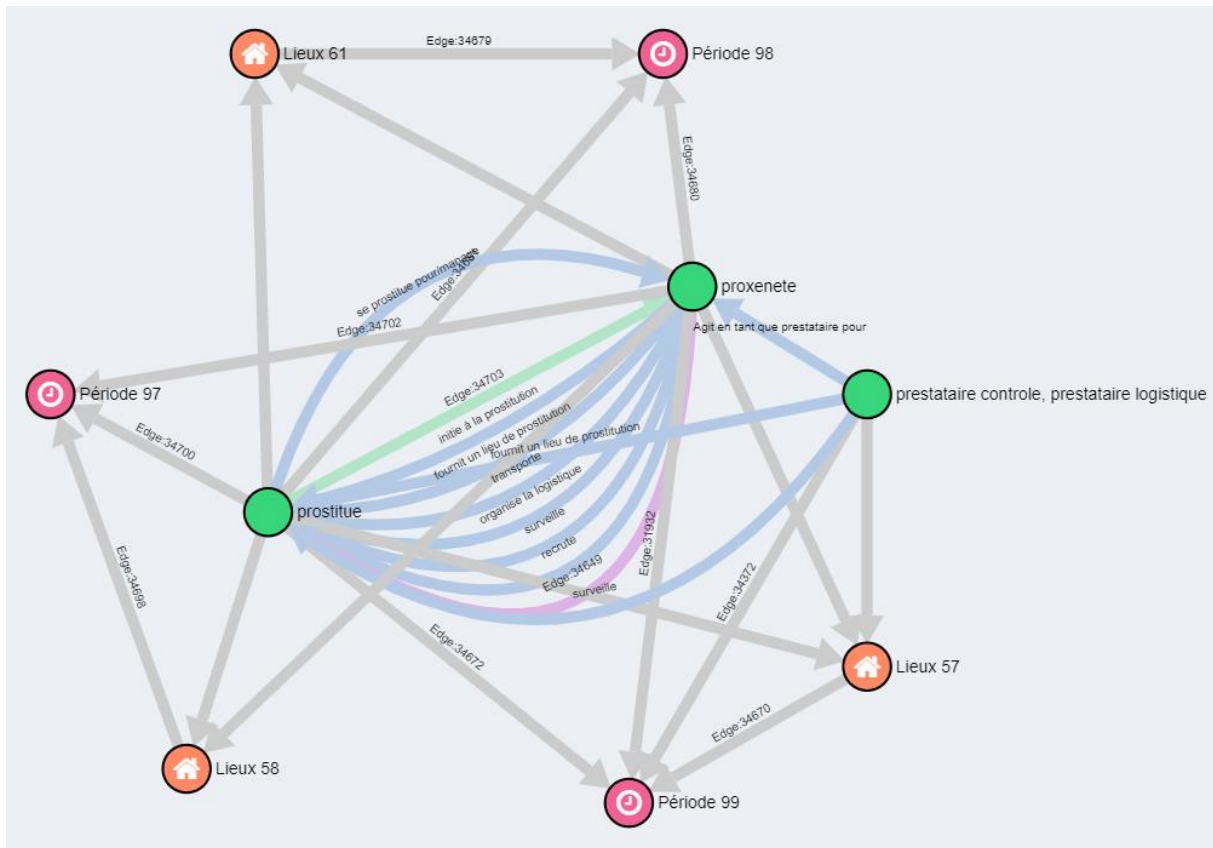 Edge:34679
Lieux 61
Période 98
Edge:34680
se prostitue pour/manage
proxenete
Edge:34702
Agit en tant que prestataire pour
Edge:34703
Période 97
prestataire controle, prestataire logistique
initie à la prostitution
Edge:34700
fournit un lieu de prostitution
fournit un lieu de prostitution
transporte
organise la logistique
prostitue
surveille
Edge:31932
recrute
Edge:34698
Edge:34649
surveille
Edge:34372
Edge:34672
Lieux 57
Edge:34670
Lieux 58
Période 99